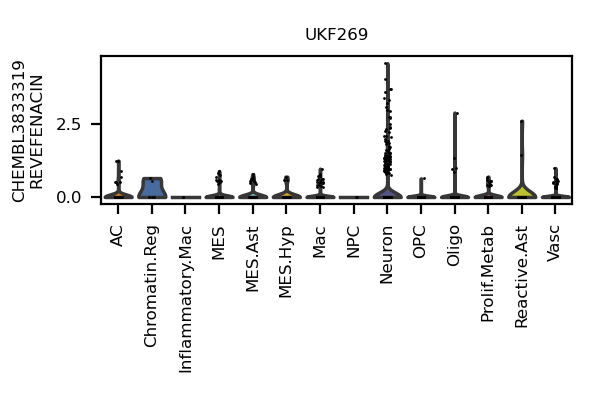 UKF269
CHEMBL3833319
REVEFENACIN
2.5
0.0
AC
Chromatin.Reg
Inflammatory.Mac
MES
MES.Ast
MES.Hyp
Mac
NPC
Neuron
OPC
Oligo
Prolif.Metab
Reactive.Ast
Vasc